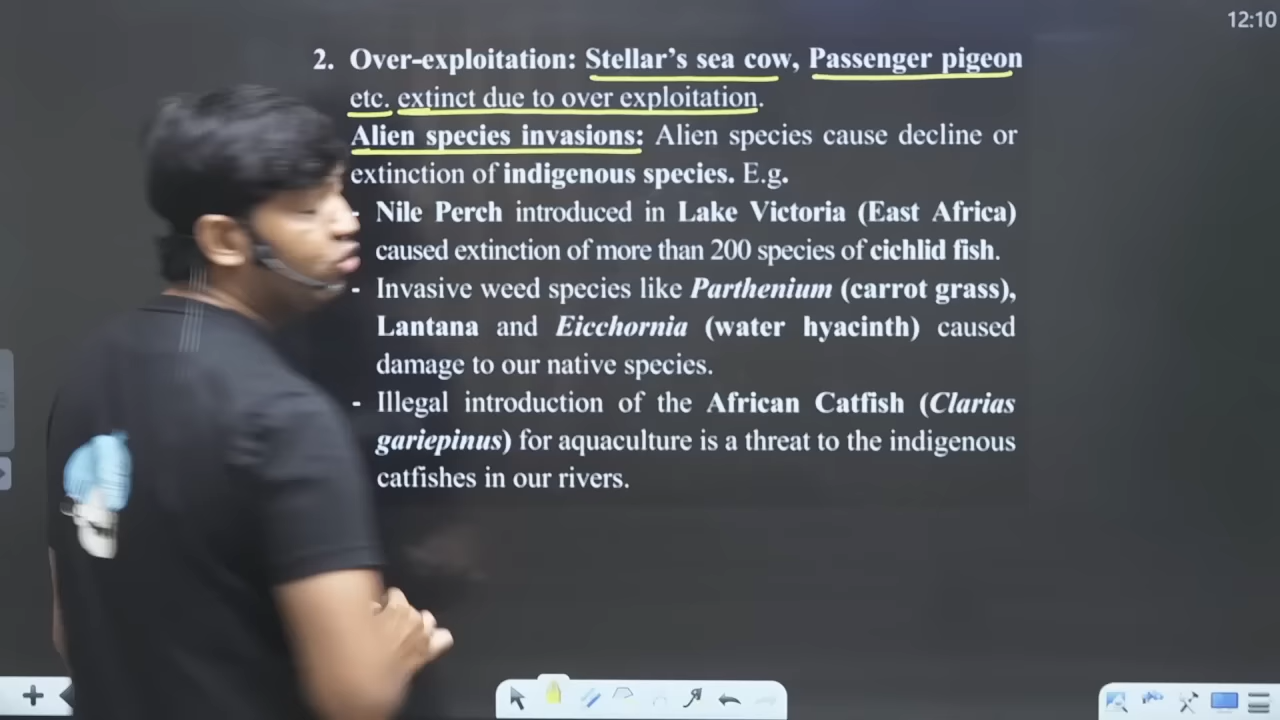 12:10
2. Over-exploitation: Stellar's sea cow, Passenger pigeon
etc. extinct due to over exploitation.
Alien species invasions: Alien species cause decline or
extinction of indigenous species. E.g.
- Nile Perch introduced in Lake Victoria (East Africa)
caused extinction of more than 200 species of cichlid fish.
- Invasive weed species like Parthenium (carrot grass),
Lantana and Eicchornia (water hyacinth) caused
damage to our native species.
- Illegal introduction of the African Catfish (Clarias
gariepinus) for aquaculture is a threat to the indigenous
catfishes in our rivers.